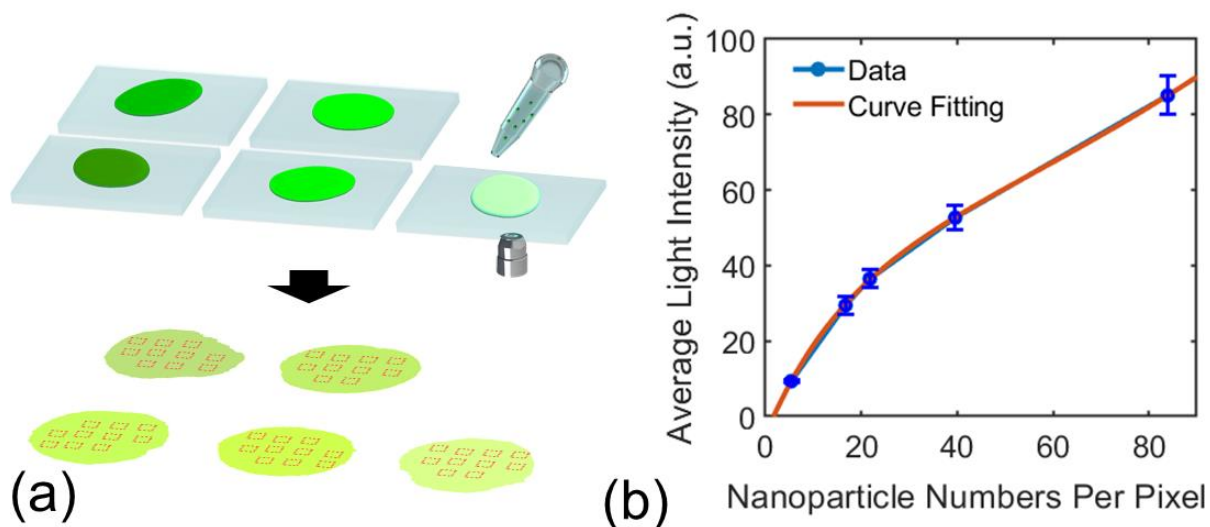 (a)
Average Light Intensity (a.u.)
100
80
60
40
20
0
Data
Curve Fitting
0 20 40 60 80
(b)
Nanoparticle Numbers Per Pixel